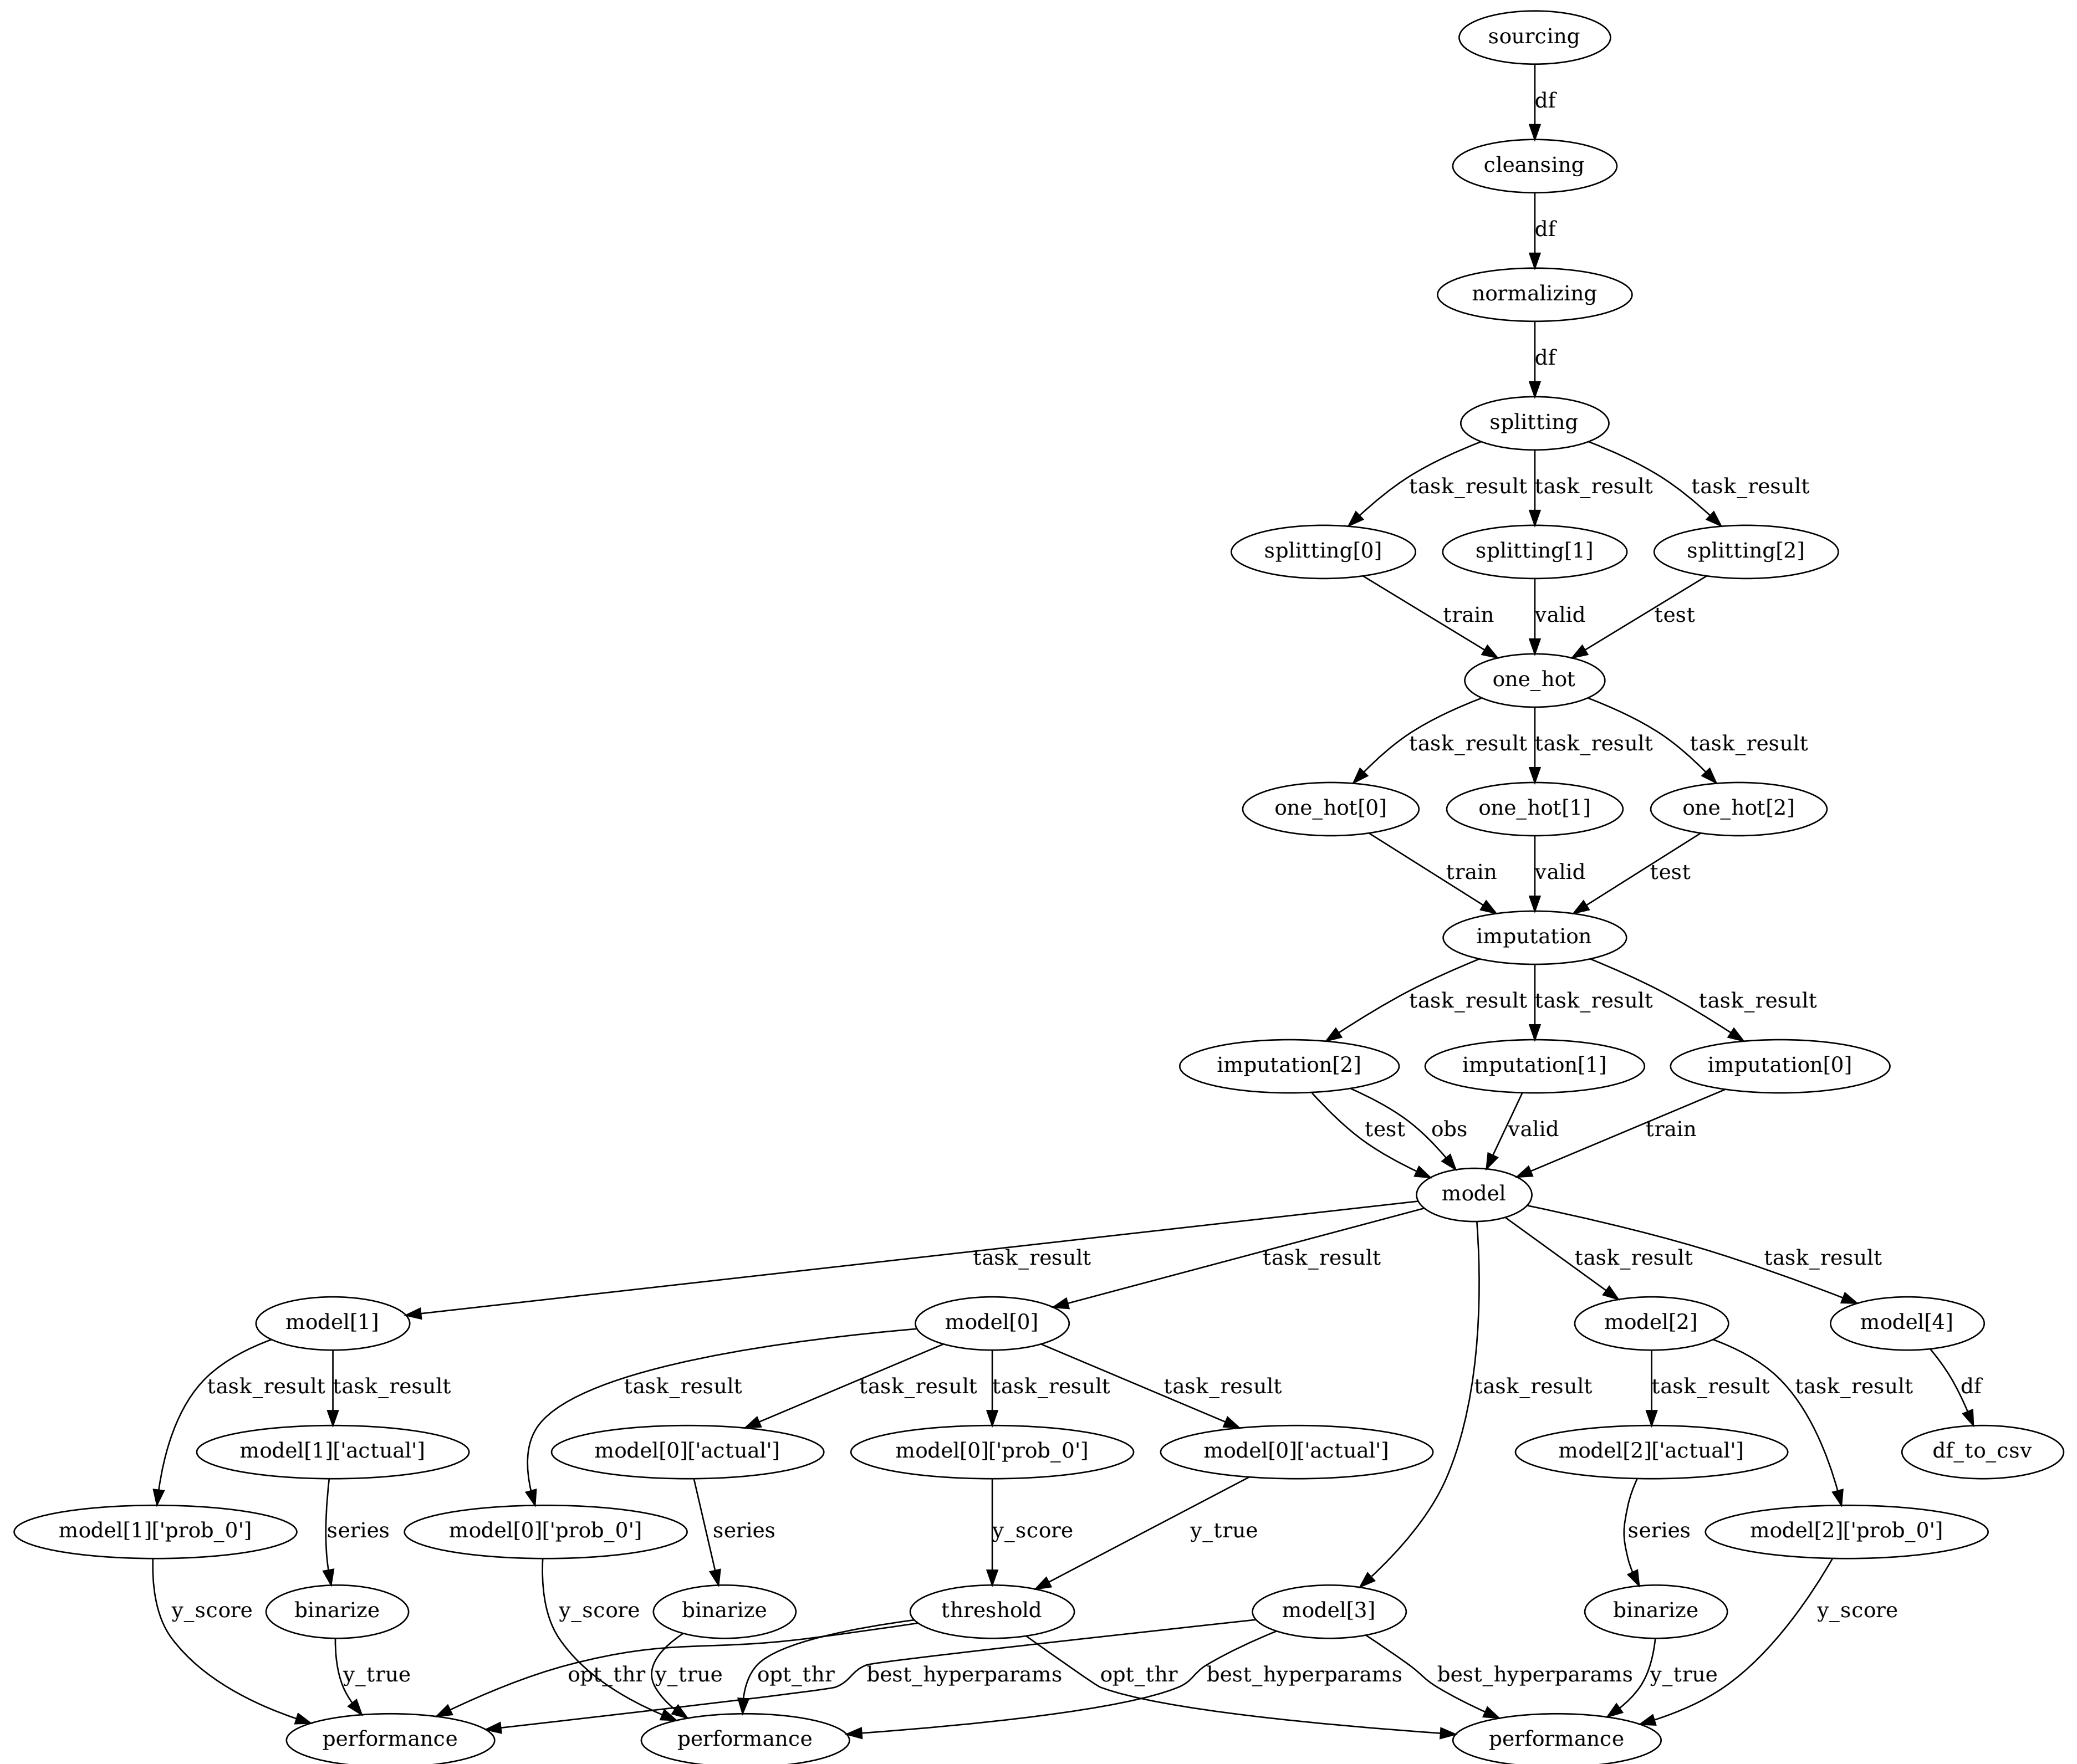 sourcing
df
cleansing
df
normalizing
df
splitting
task_result task_result task_result
splitting[0] splitting[1] splitting[2]
train valid test
one_hot
task_result task_result task_result
one_hot[0] one_hot[1] one_hot[2]
train valid test
imputation
task_result task_result task_result
imputation[2] imputation[1] imputation[0]
test obs valid train
model
task_result task_result task_result task_result
model[1] model[0] model[2] model[4]
task_result task_result task_result task_result task_result task_result task_result task_result task_result df
model[1]['actual'] model[0]['actual'] model[0]['prob_0'] model[0]['actual'] model[2]['actual'] df_to_csv
model[1]['prob_0'] series model[0]['prob_0'] series y_score y_true series model[2]['prob_0']
y_score binarize y_score binarize threshold model[3] binarize y_score
y_true opt_thr y_true opt_thr best_hyperparams opt_thr best_hyperparams best_hyperparams y_true
performance performance performance